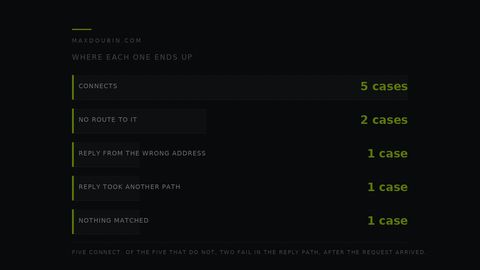 MAXDOURIN.COM
WHERE EACH ONE ENDS UP
CONNECTS 5 cases
NO ROUTE TO IT 2 cases
REPLY FROM THE WRONG ADDRESS 1 case
REPLY TOOK ANOTHER PATH 1 case
NOTHING MATCHED 1 case
FIVE CONNECT. OF THE FIVE THAT DO NOT, TWO FAIL IN THE REPLY PATH, AFTER THE REQUEST ARRIVED.